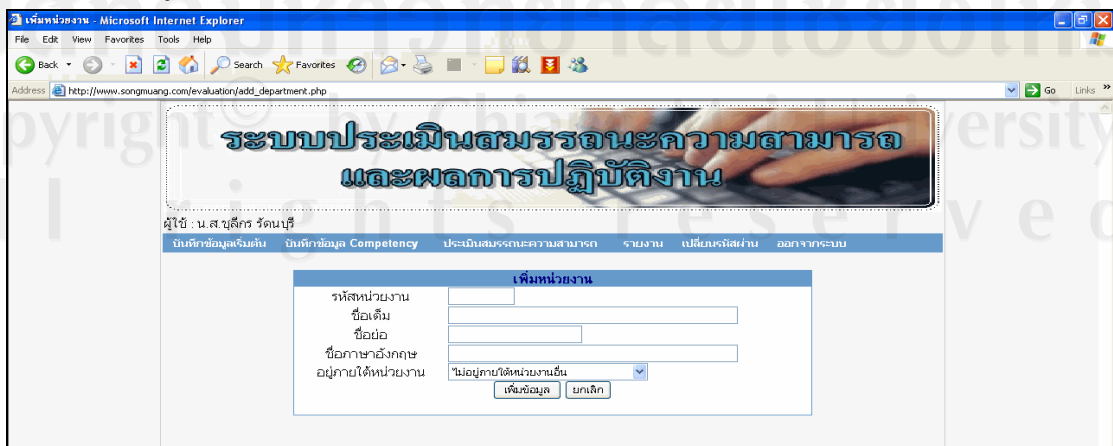 เพิ่มหน่วยงาน - Microsoft Internet Explorer
File Edit View Favorites Tools Help
Back Search Favorites
Address http://www.songmuang.com/evaluation/add_department.php Go Links »
ระบบประเมินสมรรถนะความสามารถ
และผลการปฏิบัติงาน
ผู้ใช้ : น.ส.ชุลีกร รัตนบุรี
บันทึกข้อมูลเริ่มต้น บันทึกข้อมูล Competency ประเมินสมรรถนะความสามารถ รายงาน เปลี่ยนรหัสผ่าน ออกจากระบบ
เพิ่มหน่วยงาน
รหัสหน่วยงาน
ชื่อเต็ม
ชื่อย่อ
ชื่อภาษาอังกฤษ
อยู่ภายใต้หน่วยงาน ไม่อยู่ภายใต้หน่วยงานอื่น
เพิ่มข้อมูล ยกเลิก